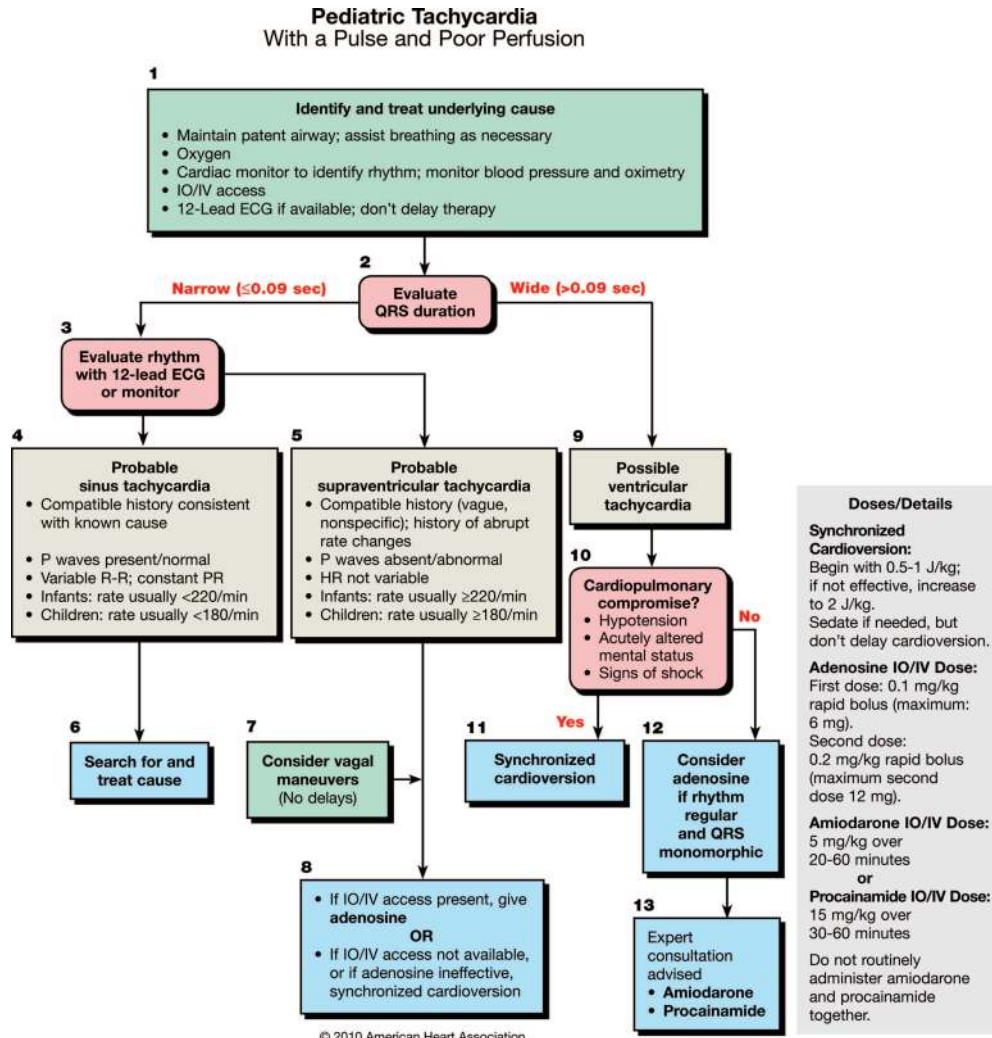 Pediatric Tachycardia
With a Pulse and Poor Perfusion
1
Identify and treat underlying cause
• Maintain patent airway; assist breathing as necessary
• Oxygen
• Cardiac monitor to identify rhythm; monitor blood pressure and oximetry
• IO/IV access
• 12-Lead ECG if available; don't delay therapy
2
Evaluate
QRS duration
Narrow (≤0.09 sec)
Wide (>0.09 sec)
3
Evaluate rhythm
with 12-lead ECG
or monitor
4
Probable
sinus tachycardia
• Compatible history consistent
with known cause
• P waves present/normal
• Variable R-R; constant PR
• Infants: rate usually <220/min
• Children: rate usually <180/min
5
Probable
supraventricular tachycardia
• Compatible history (vague,
nonspecific); history of abrupt
rate changes
• P waves absent/abnormal
• HR not variable
• Infants: rate usually ≥220/min
• Children: rate usually ≥180/min
9
Possible
ventricular
tachycardia
10
Cardiopulmonary
compromise?
• Hypotension
• Acutely altered
mental status
• Signs of shock
No
Yes
6
Search for and
treat cause
7
Consider vagal
maneuvers
(No delays)
8
• If IO/IV access present, give
adenosine
OR
• If IO/IV access not available,
or if adenosine ineffective,
synchronized cardioversion
11
Synchronized
cardioversion
12
Consider
adenosine
if rhythm
regular
and QRS
monomorphic
13
Expert
consultation
advised
• Amiodarone
• Procainamide
Doses/Details
Synchronized
Cardioversion:
Begin with 0.5-1 J/kg;
if not effective, increase
to 2 J/kg.
Sedate if needed, but
don't delay cardioversion.
Adenosine IO/IV Dose:
First dose: 0.1 mg/kg
rapid bolus (maximum:
6 mg).
Second dose:
0.2 mg/kg rapid bolus
(maximum second
dose 12 mg).
Amiodarone IO/IV Dose:
5 mg/kg over
20-60 minutes
or
Procainamide IO/IV Dose:
15 mg/kg over
30-60 minutes
Do not routinely
administer amiodarone
and procainamide
together.
© 2010 American Heart Association